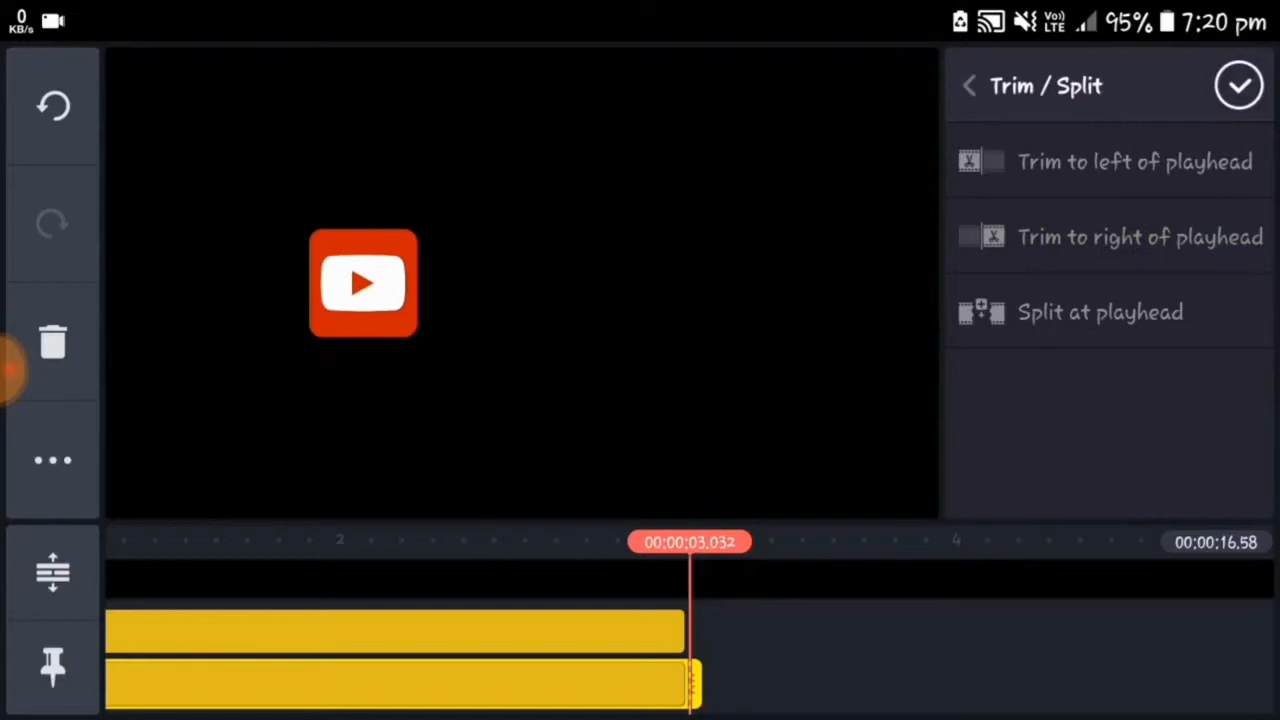 0
KB/s
Vo)
LTE
95%
7:20 pm
Trim / Split
Trim to left of playhead
Trim to right of playhead
Split at playhead
2
00:00:03.032
4
00:00:16.58